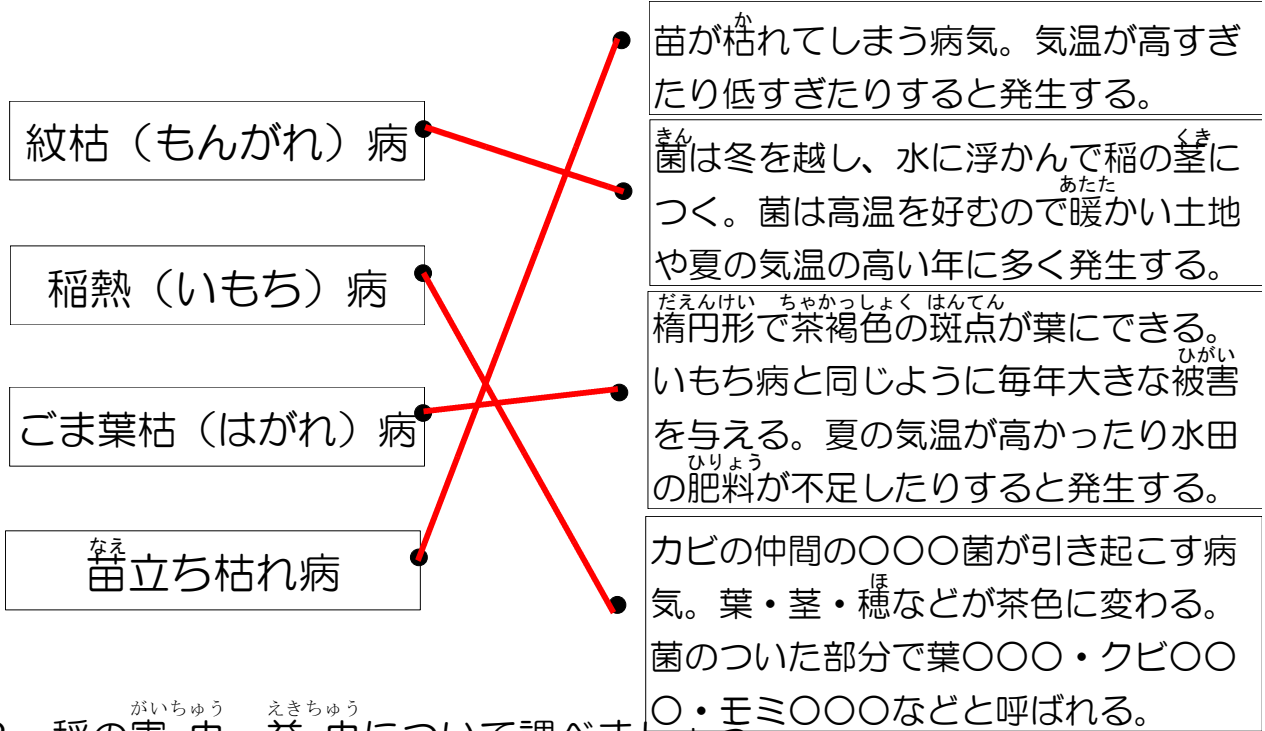 紋枯（もんがれ）病
稲熱（いもち）病
ごま葉枯（はがれ）病
なえ
苗立ち枯れ病
か
苗が枯れてしまう病気。気温が高すぎ
たり低すぎたりすると発生する。
きん くき
菌は冬を越し、水に浮かんで稲の茎に
あたた
つく。菌は高温を好むので暖かい土地
や夏の気温の高い年に多く発生する。
だえんけい ちゃかっしょく はんてん
楕円形で茶褐色の斑点が葉にできる。
ひがい
いもち病と同じように毎年大きな被害
を与える。夏の気温が高かったり水田
ひりょう
の肥料が不足したりすると発生する。
カビの仲間の○○○菌が引き起こす病
ほ
気。葉・茎・穂などが茶色に変わる。
菌のついた部分で葉○○○・クビ○○
○・モミ○○○などと呼ばれる。
がいちゅう えきちゅう
稲の害虫、益虫について調べま